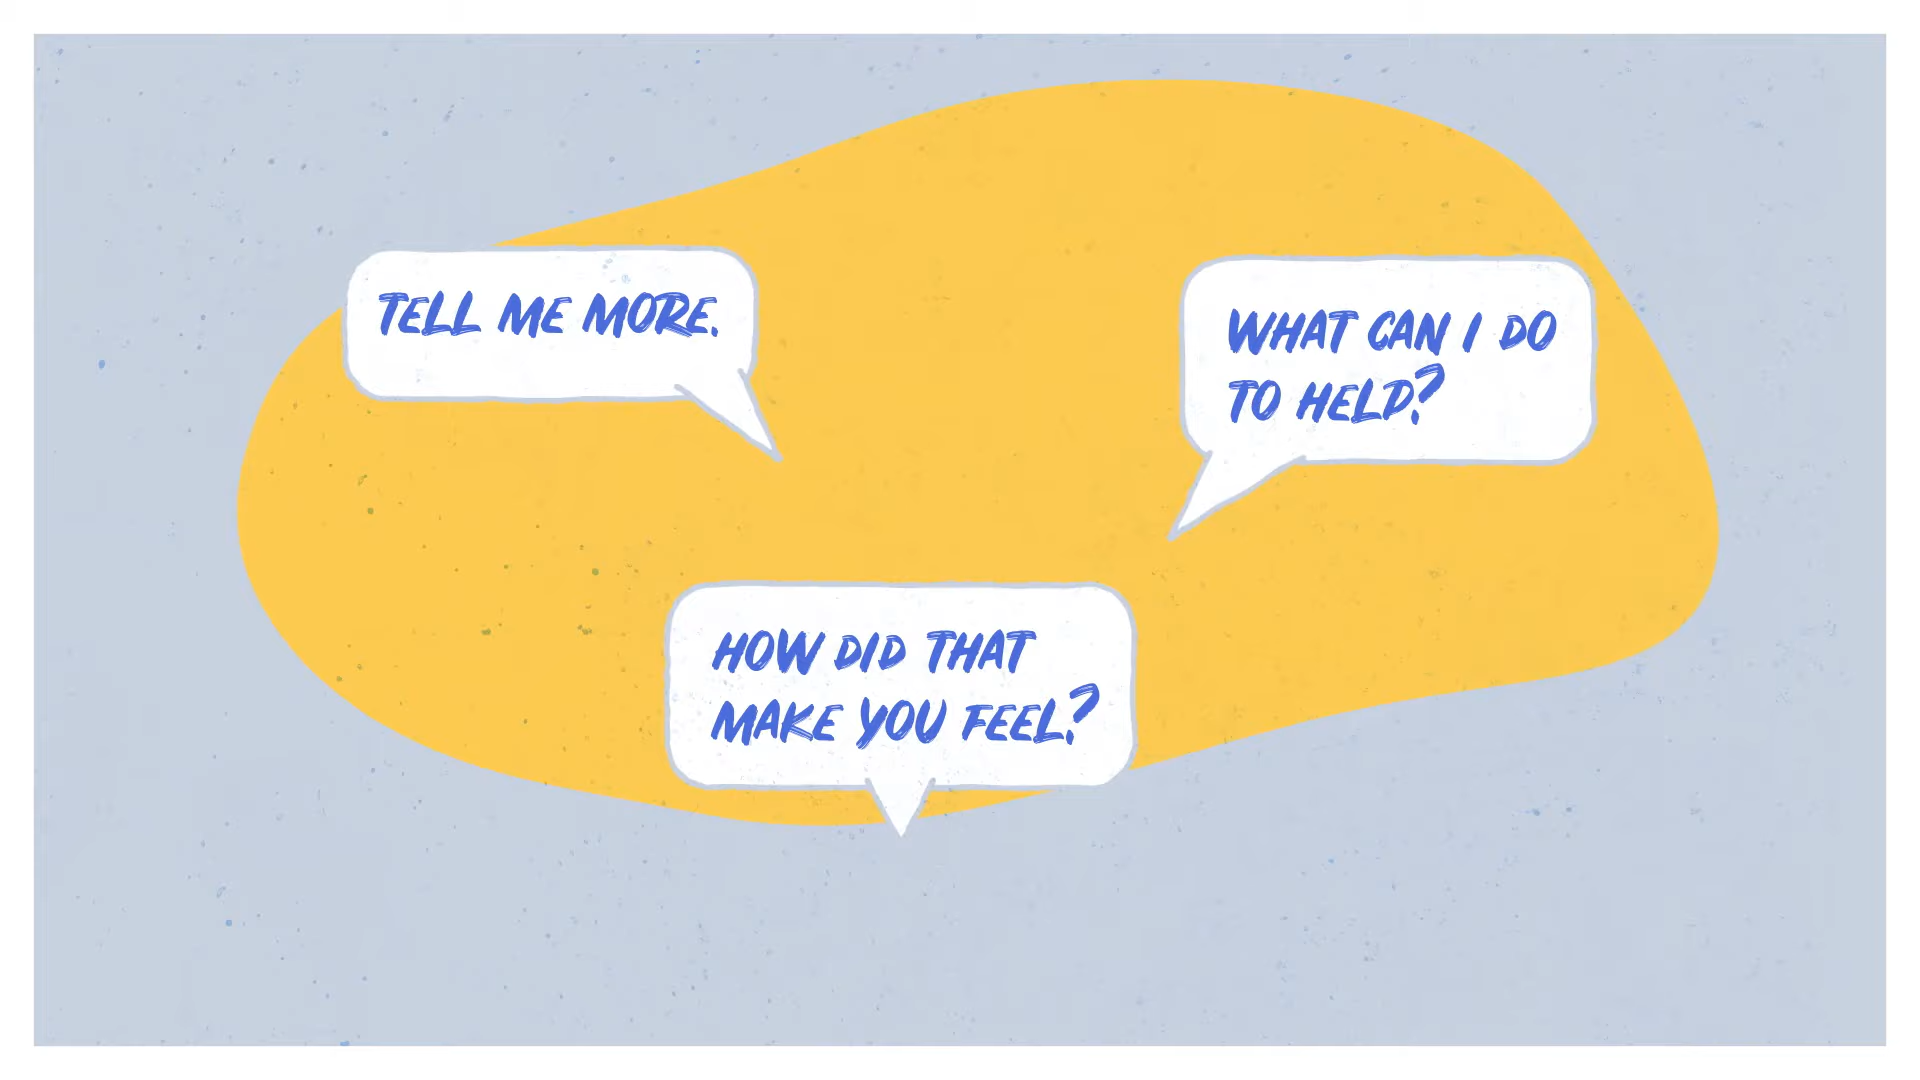 TELL ME MORE.
WHAT CAN I DO
TO HELP?
HOW DID THAT
MAKE YOU FEEL?